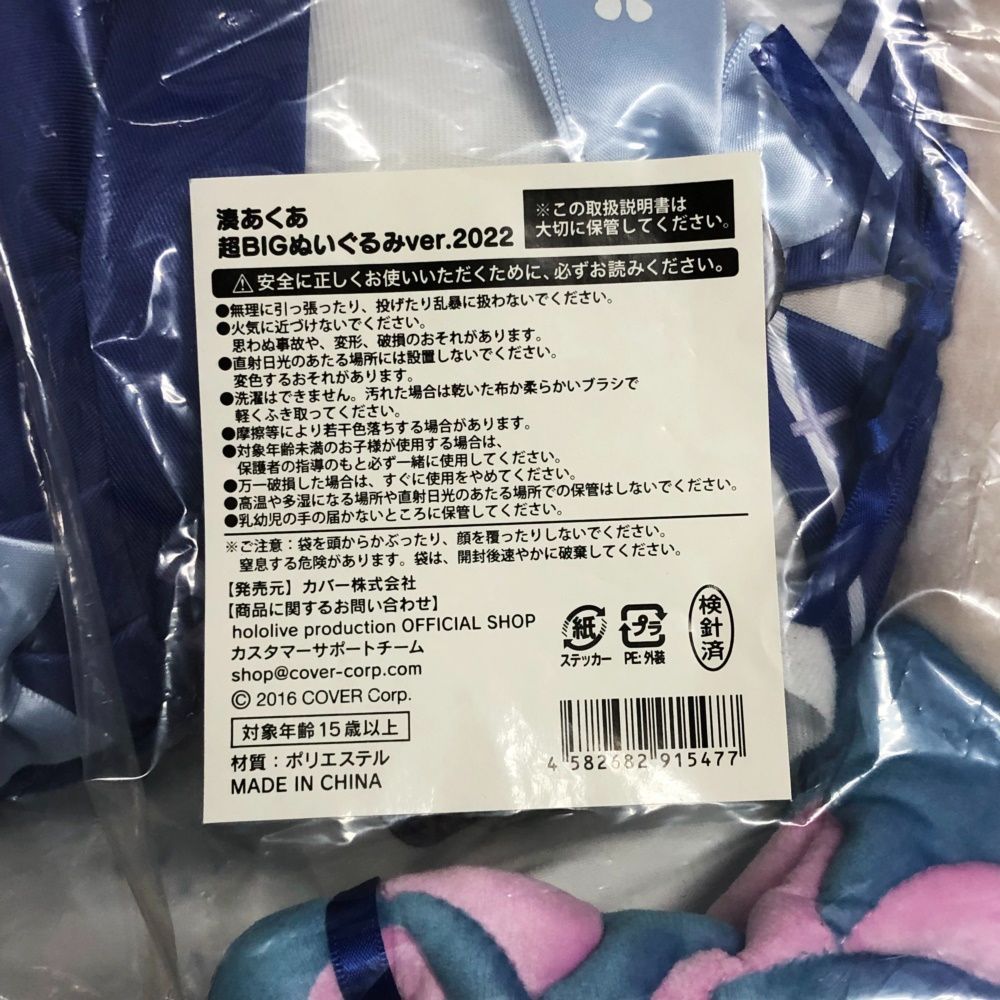 湊あくあ
超BIGぬいぐるみver.2022
※この取扱説明書は
大切に保管してください。
⚠安全に正しくお使いいただくために、必ずお読みください。
●無理に引っ張ったり、投げたり乱暴に扱わないでください。
●火気に近づけないでください。
思わぬ事故や、変形、破損のおそれがあります。
●直射日光のあたる場所には設置しないでください。
変色するおそれがあります。
●洗濯はできません。汚れた場合は乾いた布か柔らかいブラシで
軽くふき取ってください。
●摩擦等により若干色落ちする場合があります。
●対象年齢未満のお子様が使用する場合は、
保護者の指導のもと必ず一緒に使用してください。
●万一破損した場合は、すぐに使用をやめてください。
●高温や多湿になる場所や直射日光のあたる場所での保管はしないでください。
●乳幼児の手の届かないところに保管してください。
※ご注意：袋を頭からかぶったり、顔を覆ったりしないでください。
窒息する危険があります。袋は、開封後速やかに破棄してください。
【発売元】カバー株式会社
【商品に関するお問い合わせ】
hololive production OFFICIAL SHOP
カスタマーサポートチーム
shop@cover-corp.com
© 2016 COVER Corp.
対象年齢15歳以上
材質：ポリエステル
MADE IN CHINA
紙
ステッカー
プラ
PE:外装
検針済
4 582682 915477